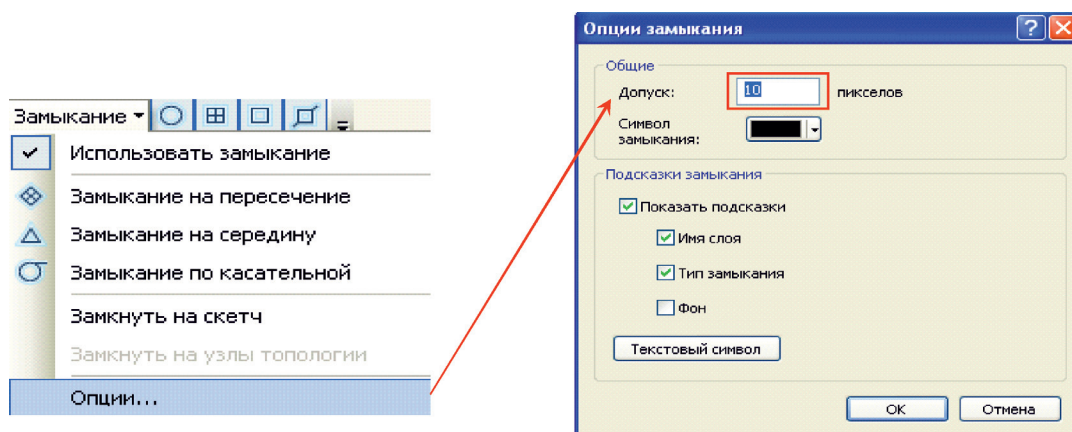 Замыкание
Использовать замыкание
Замыкание на пересечение
Замыкание на середину
Замыкание по касательной
Замкнуть на скетч
Замкнуть на узлы топологии
Опции...
Опции замыкания
Общие
Допуск: 10 пикселов
Символ
замыкания:
Подсказки замыкания
Показать подсказки
Имя слоя
Тип замыкания
Фон
Текстовый символ
ОК Отмена